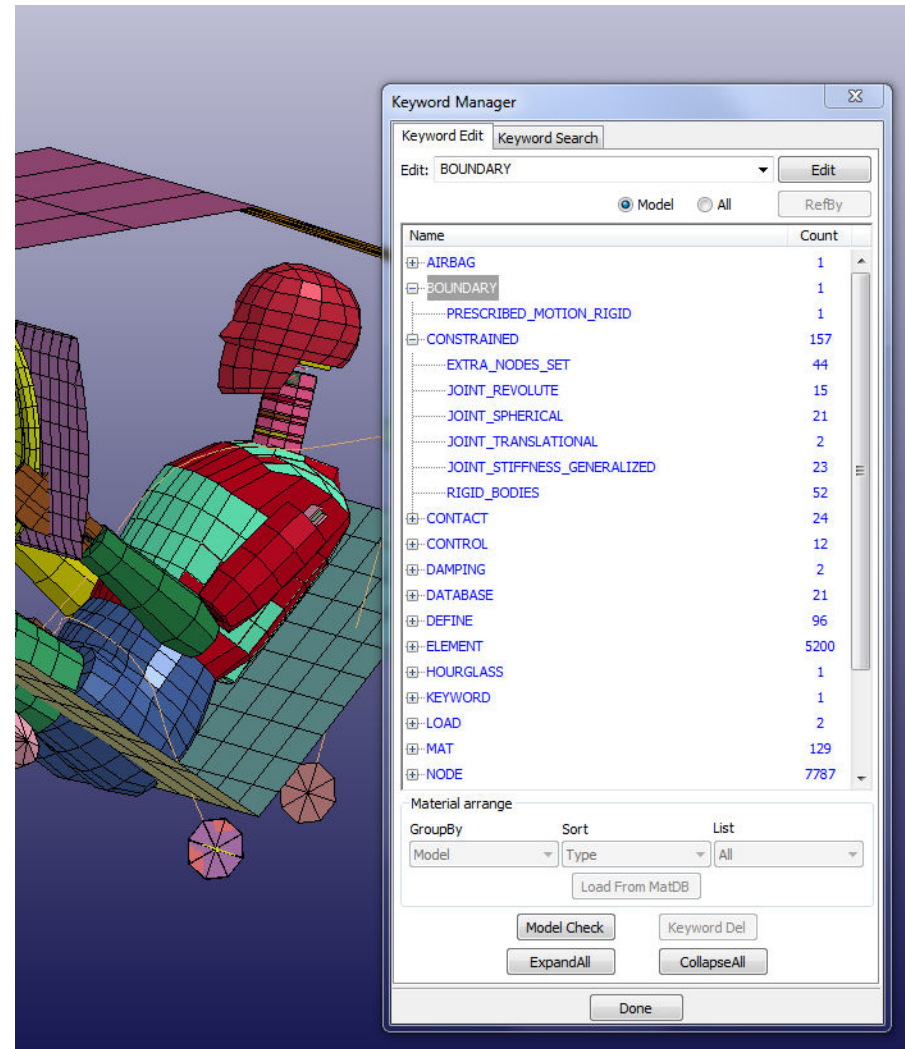 Keyword Manager
Keyword Edit Keyword Search
Edit: BOUNDARY Edit
Model All RefBy
Name Count
AIRBAG 1
BOUNDARY 1
PRESCRIBED_MOTION_RIGID 1
CONSTRAINED 157
EXTRA_NODES_SET 44
JOINT_REVOLUTE 15
JOINT_SPHERICAL 21
JOINT_TRANSLATIONAL 2
JOINT_STIFFNESS_GENERALIZED 23
RIGID_BODIES 52
CONTACT 24
CONTROL 12
DAMPING 2
DATABASE 21
DEFINE 96
ELEMENT 5200
HOURGLASS 1
KEYWORD 1
LOAD 2
MAT 129
NODE 7787
Material arrange
GroupBy Sort List
Model Type All
Load From MatDB
Model Check Keyword Del
ExpandAll CollapseAll
Done